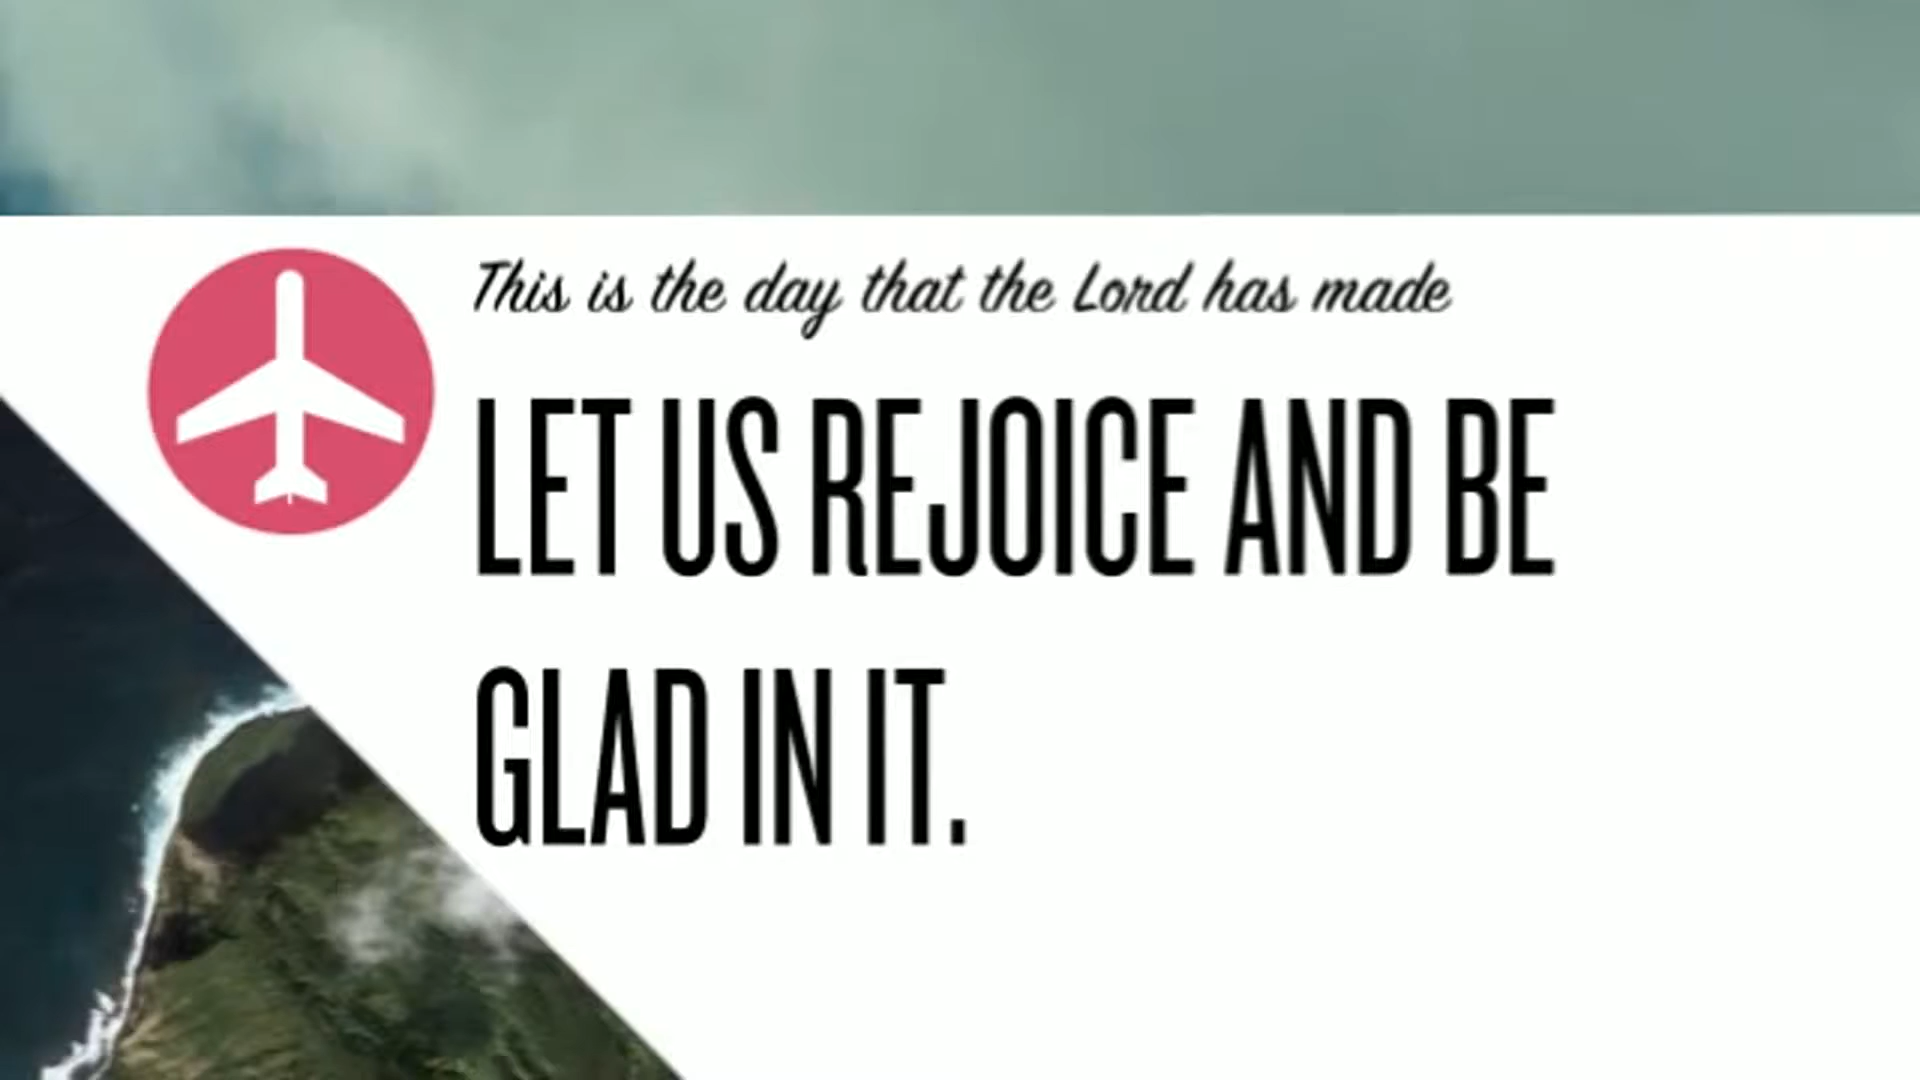 This is the day that the Lord has made
LET US REJOICE AND BE
GLAD IN IT.